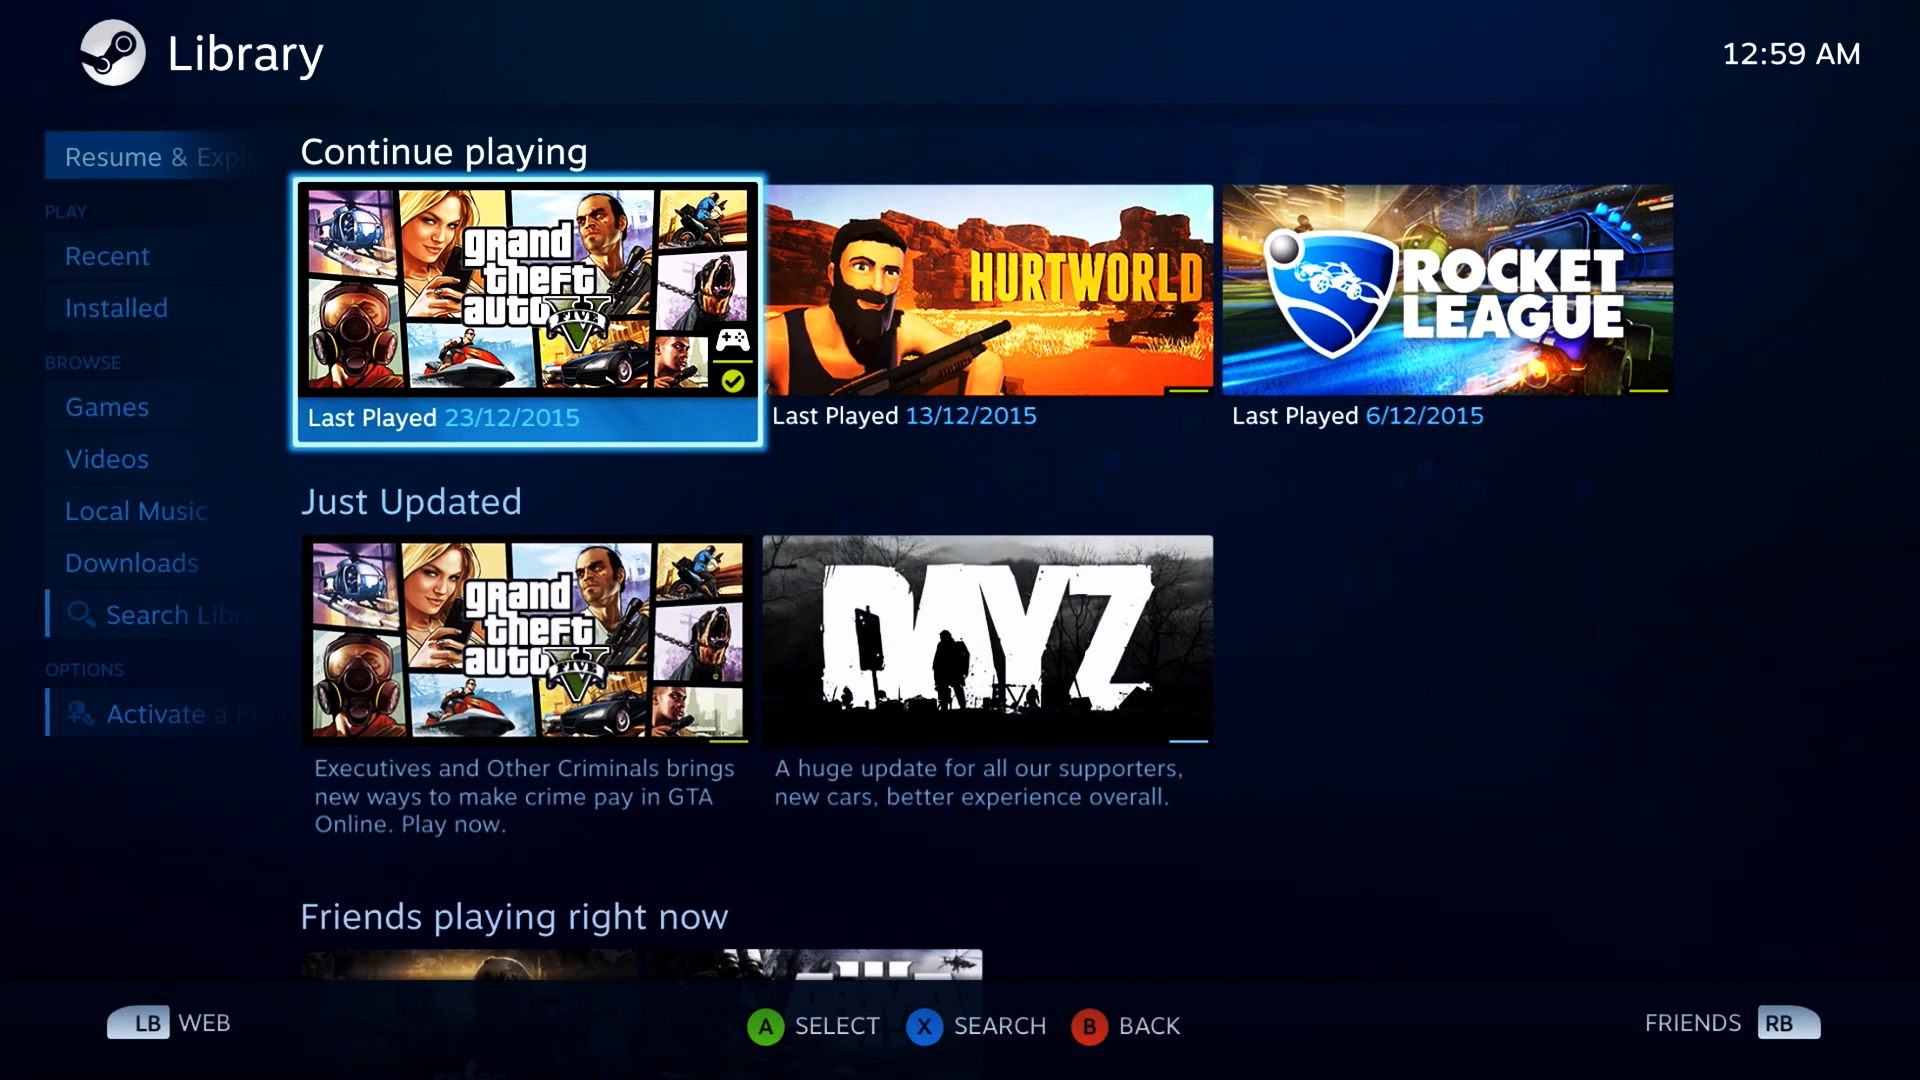 Library
12:59 AM
Resume & Expl
PLAY
Recent
Installed
BROWSE
Games
Videos
Local Music
Downloads
Search Libra
OPTIONS
Activate a P
Continue playing
grand
theft
auto
FIVE
Last Played 23/12/2015
HURTWORLD
Last Played 13/12/2015
ROCKET
LEAGUE
Last Played 6/12/2015
Just Updated
grand
theft
auto
FIVE
Executives and Other Criminals brings
new ways to make crime pay in GTA
Online. Play now.
DAYZ
A huge update for all our supporters,
new cars, better experience overall.
Friends playing right now
LB WEB
A SELECT
X SEARCH
B BACK
FRIENDS RB